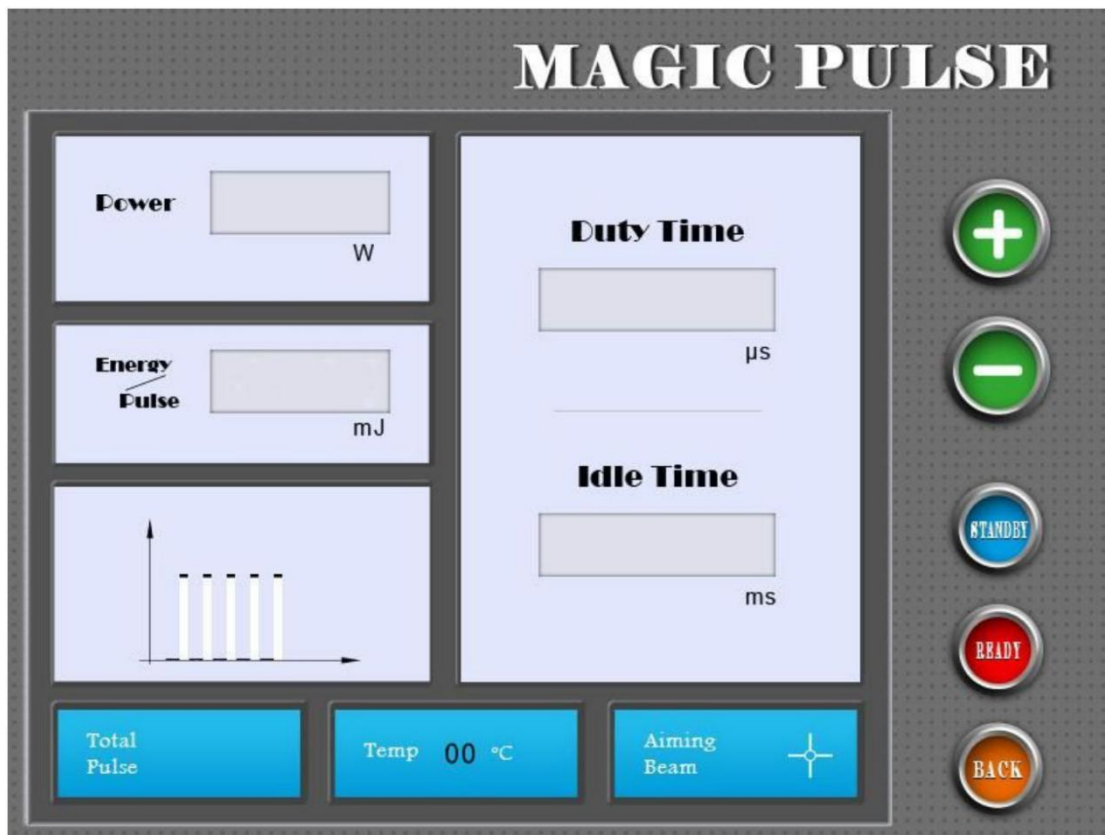 MAGIC PULSE
Power
W
Energy
Pulse
mJ
Duty Time
µs
Idle Time
ms
STANDBY
READY
BACK
Total
Pulse
Temp 00 °C
Aiming
Beam